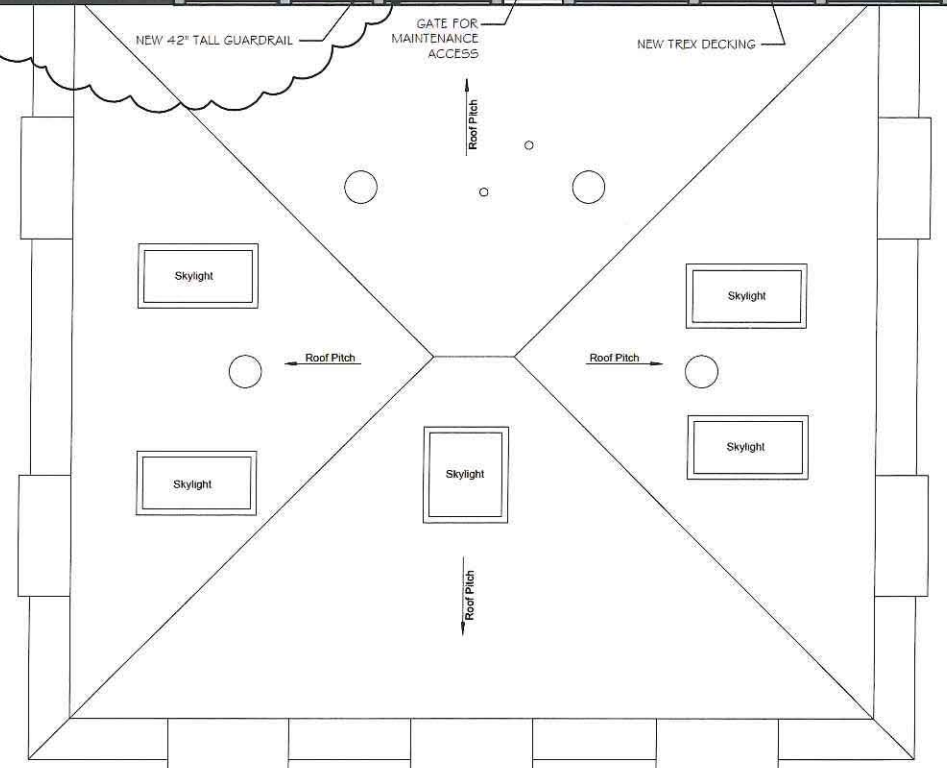 NEW 42" TALL GUARDRAIL
GATE FOR
MAINTENANCE
ACCESS
NEW TREX DECKING
Roof Pitch
Skylight
Skylight
Roof Pitch
Roof Pitch
Skylight
Skylight
Skylight
Roof Pitch